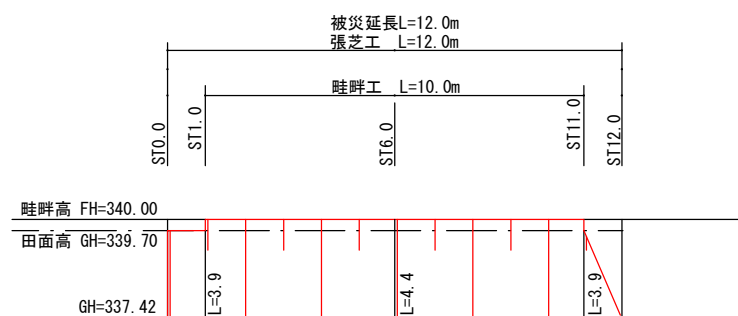 被災延長L=12.0m
張芝工 L=12.0m
畦畔工 L=10.0m
ST0.0
ST1.0
ST6.0
ST11.0
ST12.0
畦畔高 FH=340.00
田面高 GH=339.70
GH=337.42
L=3.9
L=4.4
L=3.9